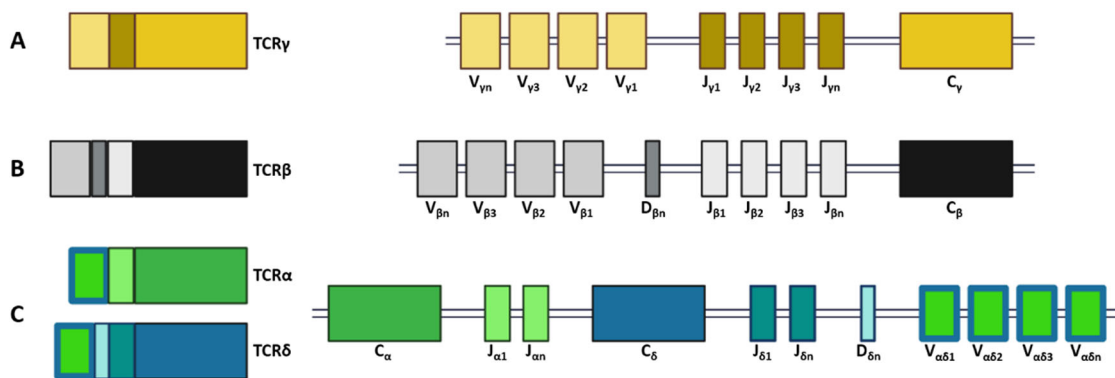 A
TCRγ
Vγn Vγ3 Vγ2 Vγ1 Jγ1 Jγ2 Jγ3 Jγn Cγ
B
TCRβ
Vβn Vβ3 Vβ2 Vβ1 Dβn Jβ1 Jβ2 Jβ3 Jβn Cβ
C
TCRα
TCRδ
Cα Jα1 Jαn Cδ Jδ1 Jδn Dδn Vαδ1 Vαδ2 Vαδ3 Vαδn